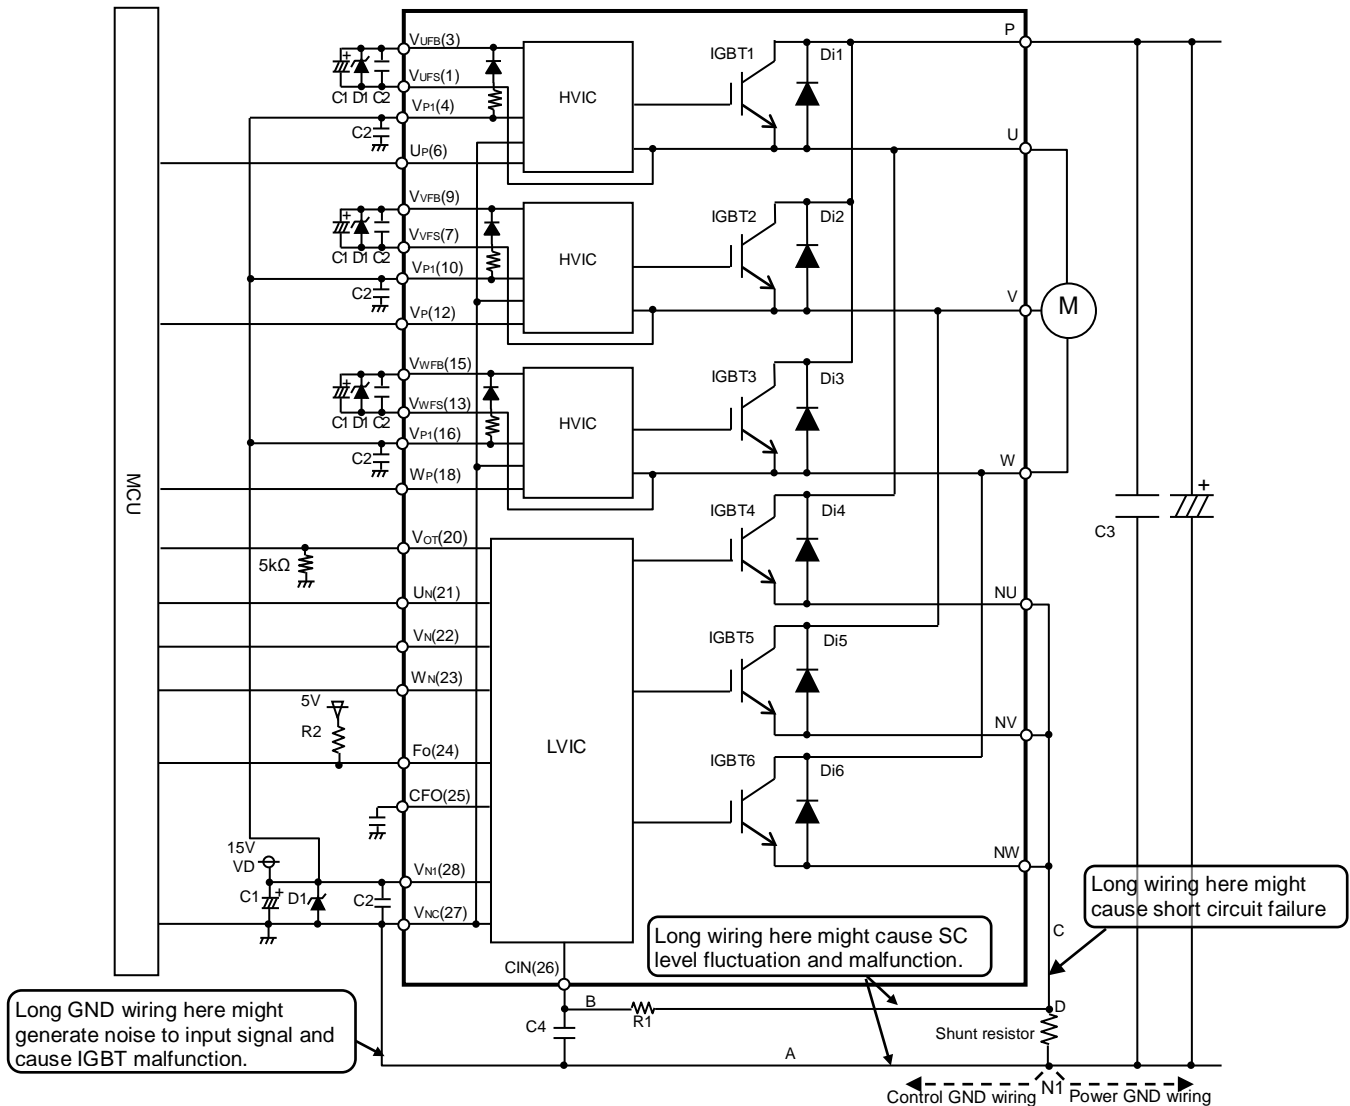 MCU
VUFB(3)
C1 D1 C2
VUFS(1)
VP1(4)
C2
UP(6)
HVIC
IGBT1
Di1
P
U
VVFB(9)
C1 D1 C2
VVFS(7)
VP1(10)
C2
VP(12)
HVIC
IGBT2
Di2
V
M
VWFB(15)
C1 D1 C2
VWFS(13)
VP1(16)
C2
WP(18)
HVIC
IGBT3
Di3
W
+
C3
VOT(20)
5kΩ
UN(21)
VN(22)
WN(23)
5V
R2
Fo(24)
CFO(25)
15V
VD
VN1(28)
C1 + D1 C2
VNC(27)
LVIC
IGBT4
Di4
NU
IGBT5
Di5
NV
IGBT6
Di6
NW
C
Long wiring here might
cause short circuit failure
Long wiring here might cause SC
level fluctuation and malfunction.
CIN(26)
B
R1
D
C4
Shunt resistor
A
Long GND wiring here might
generate noise to input signal and
cause IGBT malfunction.
N1
Control GND wiring
Power GND wiring